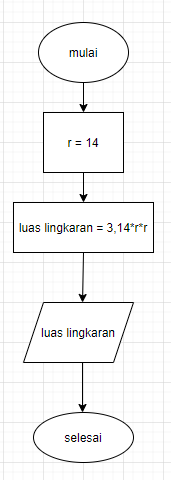 mulai
r = 14
luas lingkaran = 3,14*r*r
luas lingkaran
selesai